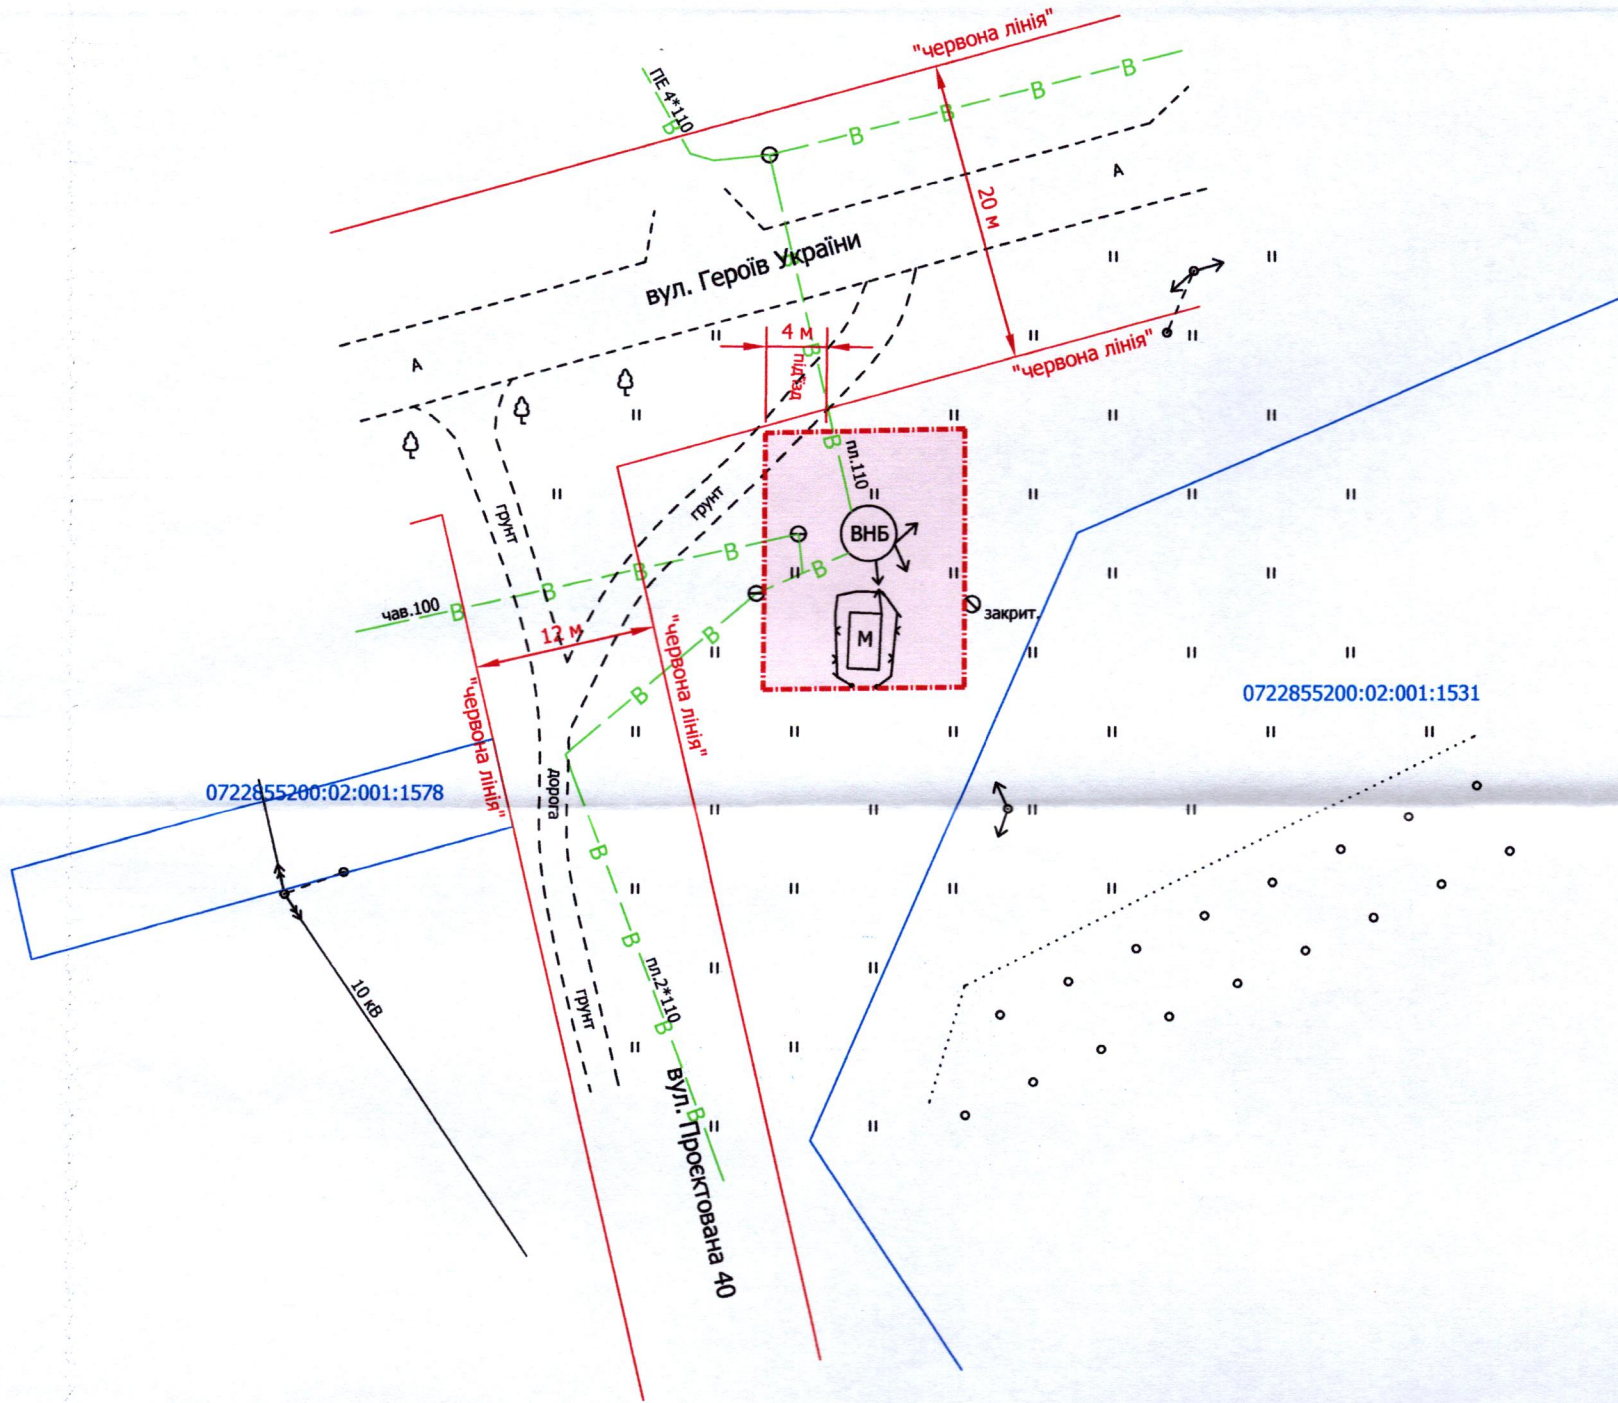 "червона лінія"
ПЕ 4*110
В
В
В
В
В
А
20 м
вул. Героїв України
В
4 м
В
під'їзд
"червона лінія"
А
В
пл.110
грунт
грунт
ВНБ
В
В
В
В
В
чав.100
В
12 м
закрит.
М
"червона лінія"
В
"червона лінія"
0722855200:02:001:1531
0722855200:02:001:1578
дорога
В
В
10 кВ
пл.2*110
грунт
В
В
вул. Проєктована 40